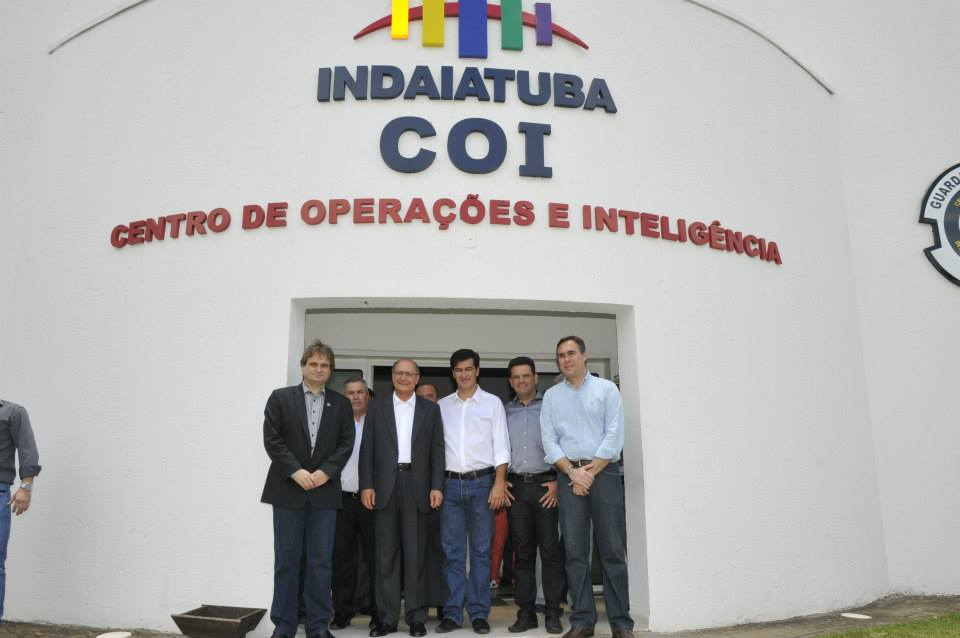 INDAIATUBA
COI
CENTRO DE OPERAÇÕES E INTELIGÊNCIA